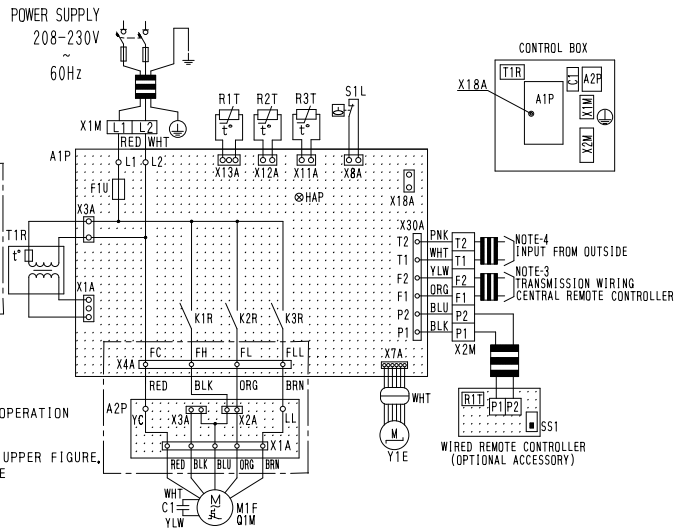 POWER SUPPLY
208-230V
~
60Hz
X1M
L1 L2
RED WHT
A1P
L1
L2
F1U
X3A
T1R
t°
X1A
R1T
t°
X13A
R2T
t°
X12A
R3T
t°
X11A
S1L
X8A
HAP
X18A
X30A
T2 PNK T2
T1 WHT T1
F2 YLW F2
F1 ORG F1
P2 BLU P2
P1 BLK P1
X2M
NOTE-4
INPUT FROM OUTSIDE
NOTE-3
TRANSMISSION WIRING
CENTRAL REMOTE CONTROLLER
K1R
K2R
K3R
X4A
FC
FH
FL
FLL
RED
BLK
ORG
BRN
A2P
YC
X3A
X2A
LL
X1A
RED BLK BLU ORG BRN
WHT
C1
YLW
M
~
M1F
Q1M
X7A
WHT
M
Y1E
R1T
P1 P2
SS1
WIRED REMOTE CONTROLLER
(OPTIONAL ACCESSORY)
CONTROL BOX
T1R
C1
A2P
X18A
A1P
X1M
X2M
OPERATION
UPPER FIGURE.
E